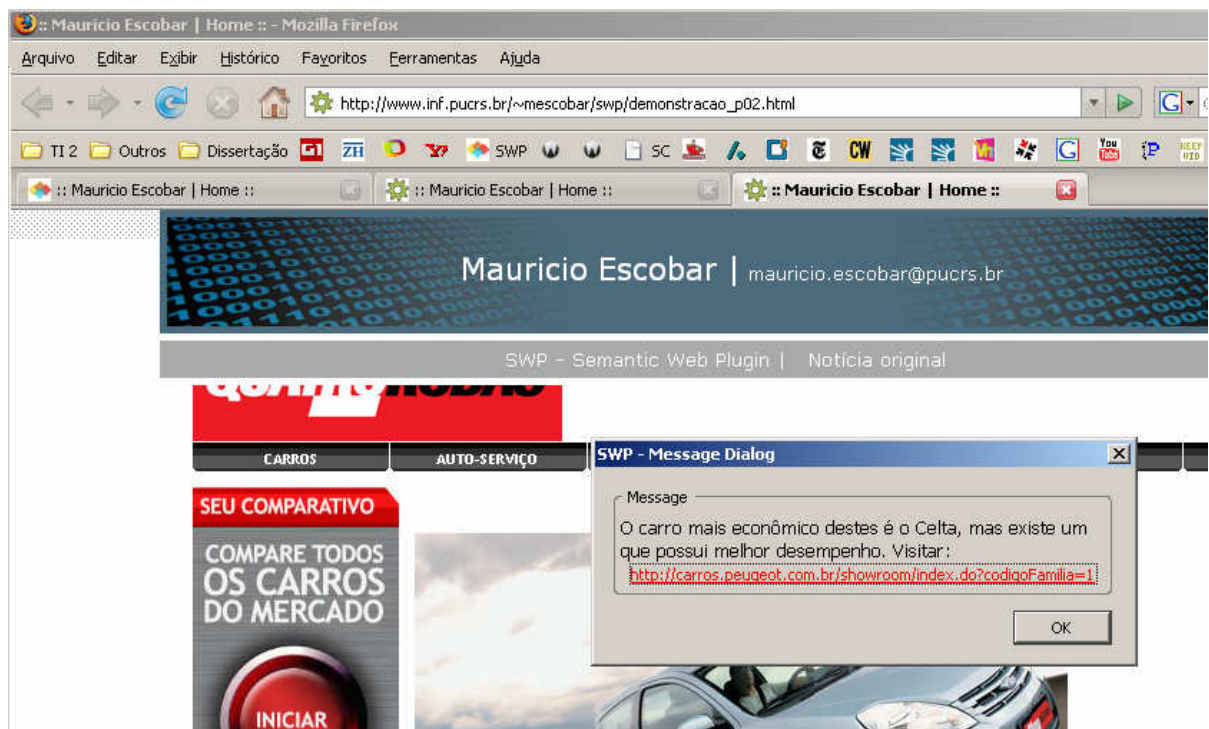 :: Mauricio Escobar | Home :: - Mozilla Firefox
Arquivo Editar Exibir Histórico Favoritos Ferramentas Ajuda
http://www.inf.pucrs.br/~mescobar/swp/demonstracao_p02.html
G
TI 2 Outros Dissertação ZH SWP SC CW G You Tube
:: Mauricio Escobar | Home :: :: Mauricio Escobar | Home :: :: Mauricio Escobar | Home ::
Mauricio Escobar | mauricio.escobar@pucrs.br
SWP - Semantic Web Plugin | Notícia original
QUATRO RODAS
CARROS AUTO-SERVIÇO
SWP - Message Dialog
Message
O carro mais econômico destes é o Celta, mas existe um
que possui melhor desempenho. Visitar:
http://carros.peugeot.com.br/showroom/index.do?codigoFamilia=1
OK
SEU COMPARATIVO
COMPARE TODOS
OS CARROS
DO MERCADO
INICIAR